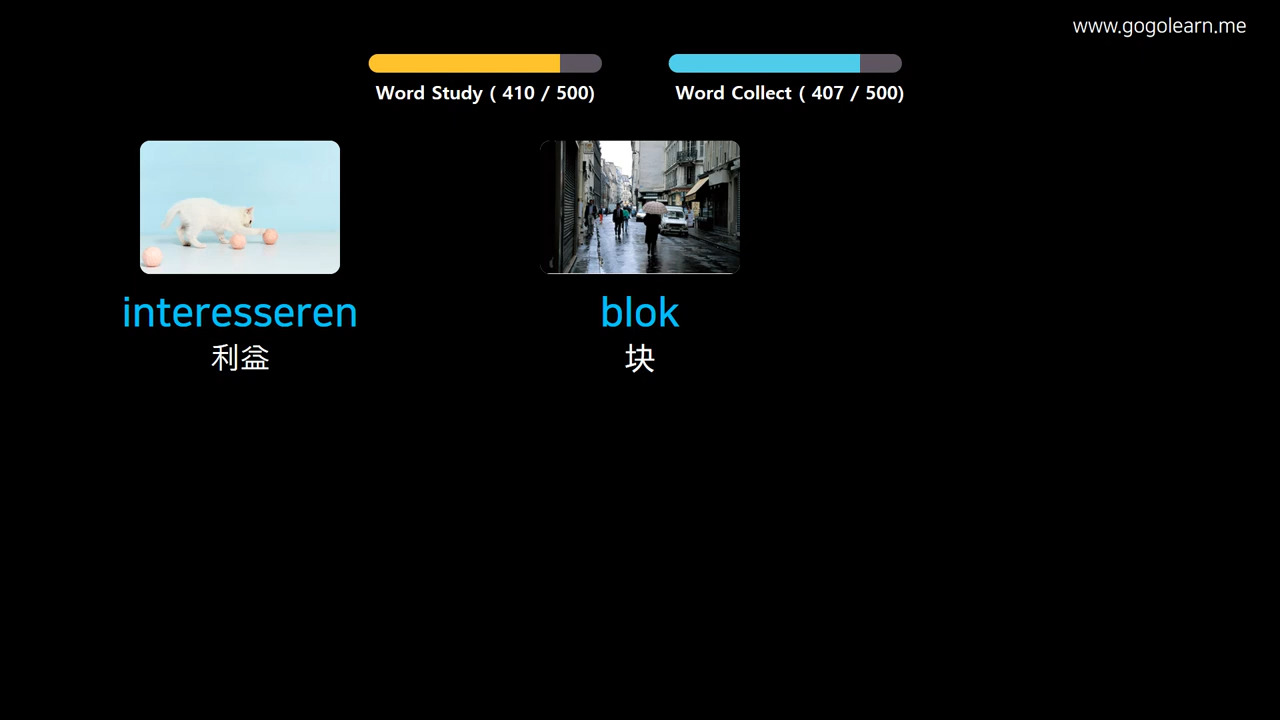 www.gogolearn.me
Word Study ( 410 / 500)
Word Collect ( 407 / 500)
interesseren
利益
blok
块